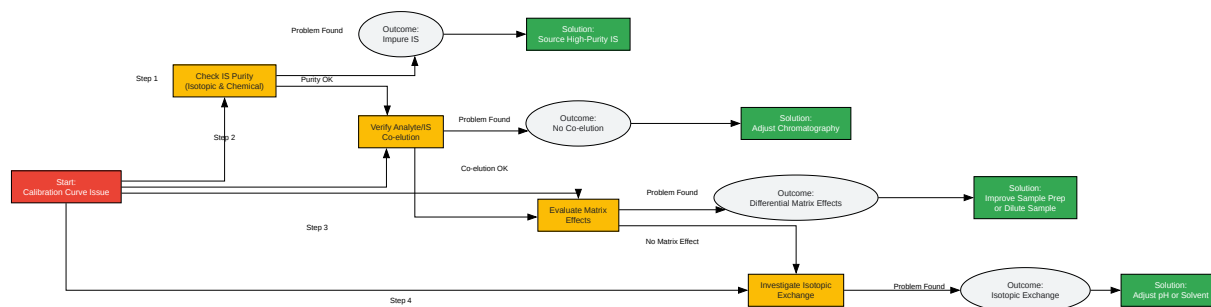 Problem Found
Outcome:
Impure IS
Solution:
Source High-Purity IS
Step 1
Check IS Purity
(Isotopic & Chemical)
Purity OK
Step 2
Verify Analyte/IS
Co-elution
Problem Found
Outcome:
No Co-elution
Solution:
Adjust Chromatography
Co-elution OK
Start:
Calibration Curve Issue
Step 3
Evaluate Matrix
Effects
Problem Found
Outcome:
Differential Matrix Effects
Solution:
Improve Sample Prep
or Dilute Sample
No Matrix Effect
Step 4
Investigate Isotopic
Exchange
Problem Found
Outcome:
Isotopic Exchange
Solution:
Adjust pH or Solvent